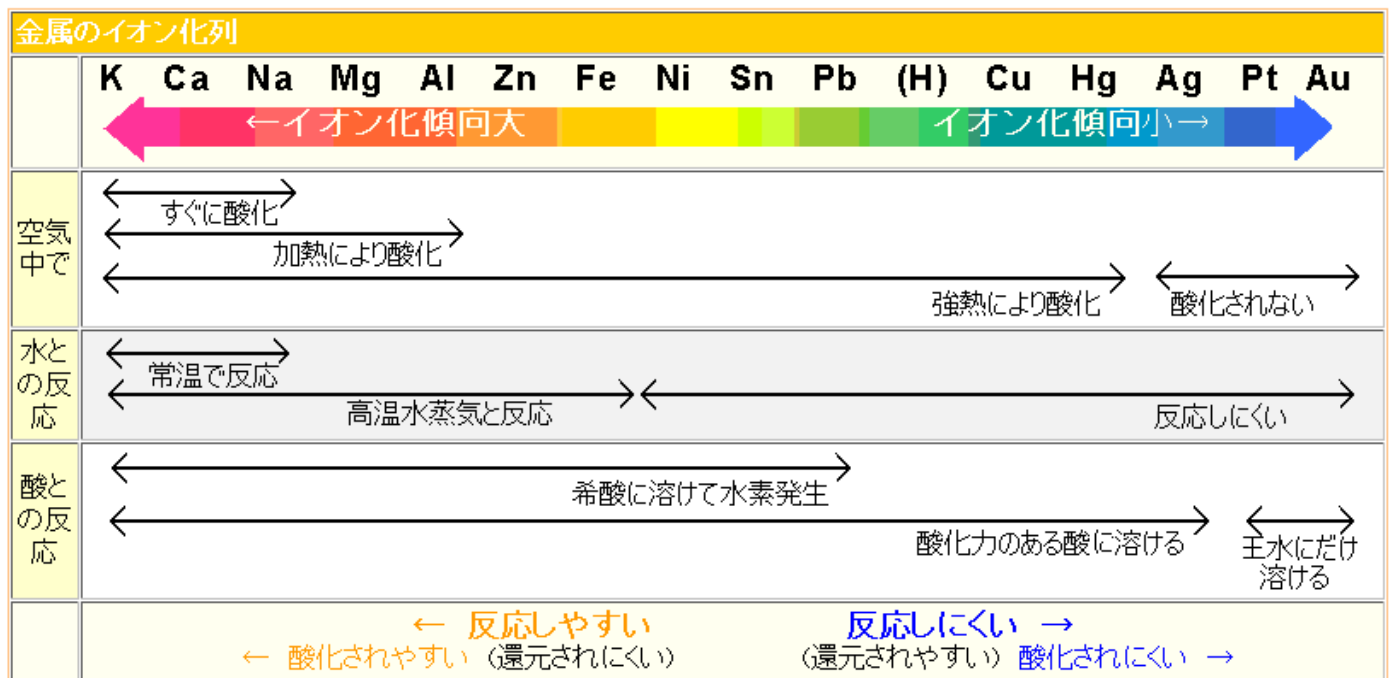 金属のイオン化列
K Ca Na Mg Al Zn Fe Ni Sn Pb (H) Cu Hg Ag Pt Au
←イオン化傾向大 イオン化傾向小→
空気
中で
すぐに酸化
加熱により酸化
強熱により酸化 酸化されない
水と
の反
応
常温で反応
高温水蒸気と反応 反応しにくい
酸と
の反
応
希酸に溶けて水素発生
酸化力のある酸に溶ける 王水にだけ
溶ける
← 反応しやすい 反応しにくい →
← 酸化されやすい (還元されにくい) (還元されやすい) 酸化されにくい →